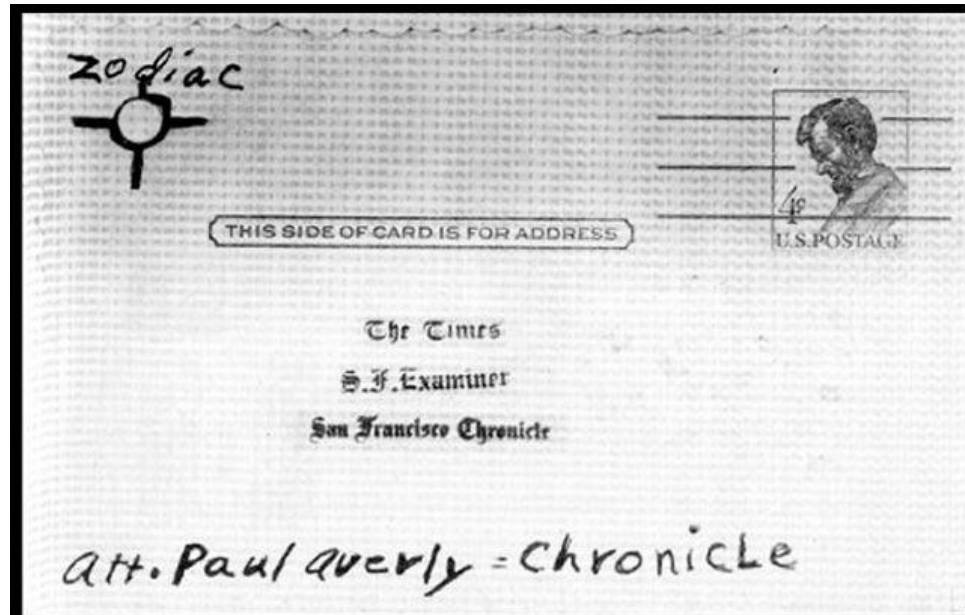 Zodiac
4¢
U.S. POSTAGE
THIS SIDE OF CARD IS FOR ADDRESS
The Times
S.F. Examiner
San Francisco Chronicle
att. Paul averly = Chronicle